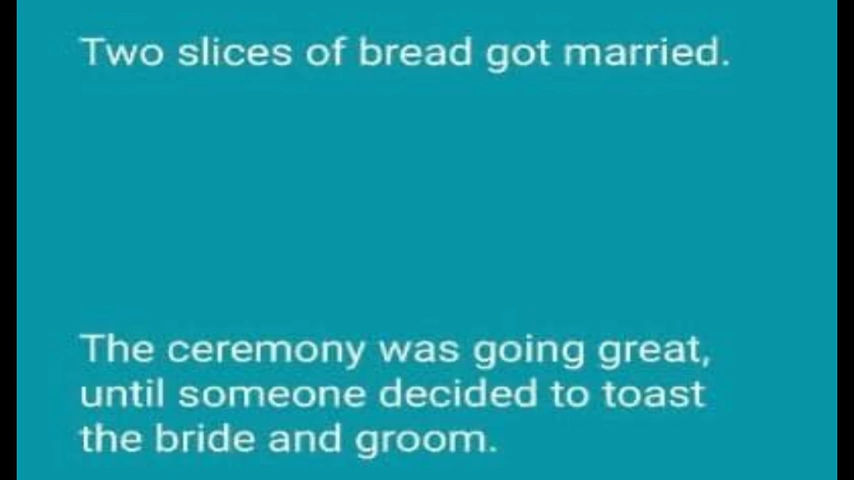 Two slices of bread got married.
The ceremony was going great,
until someone decided to toast
the bride and groom.